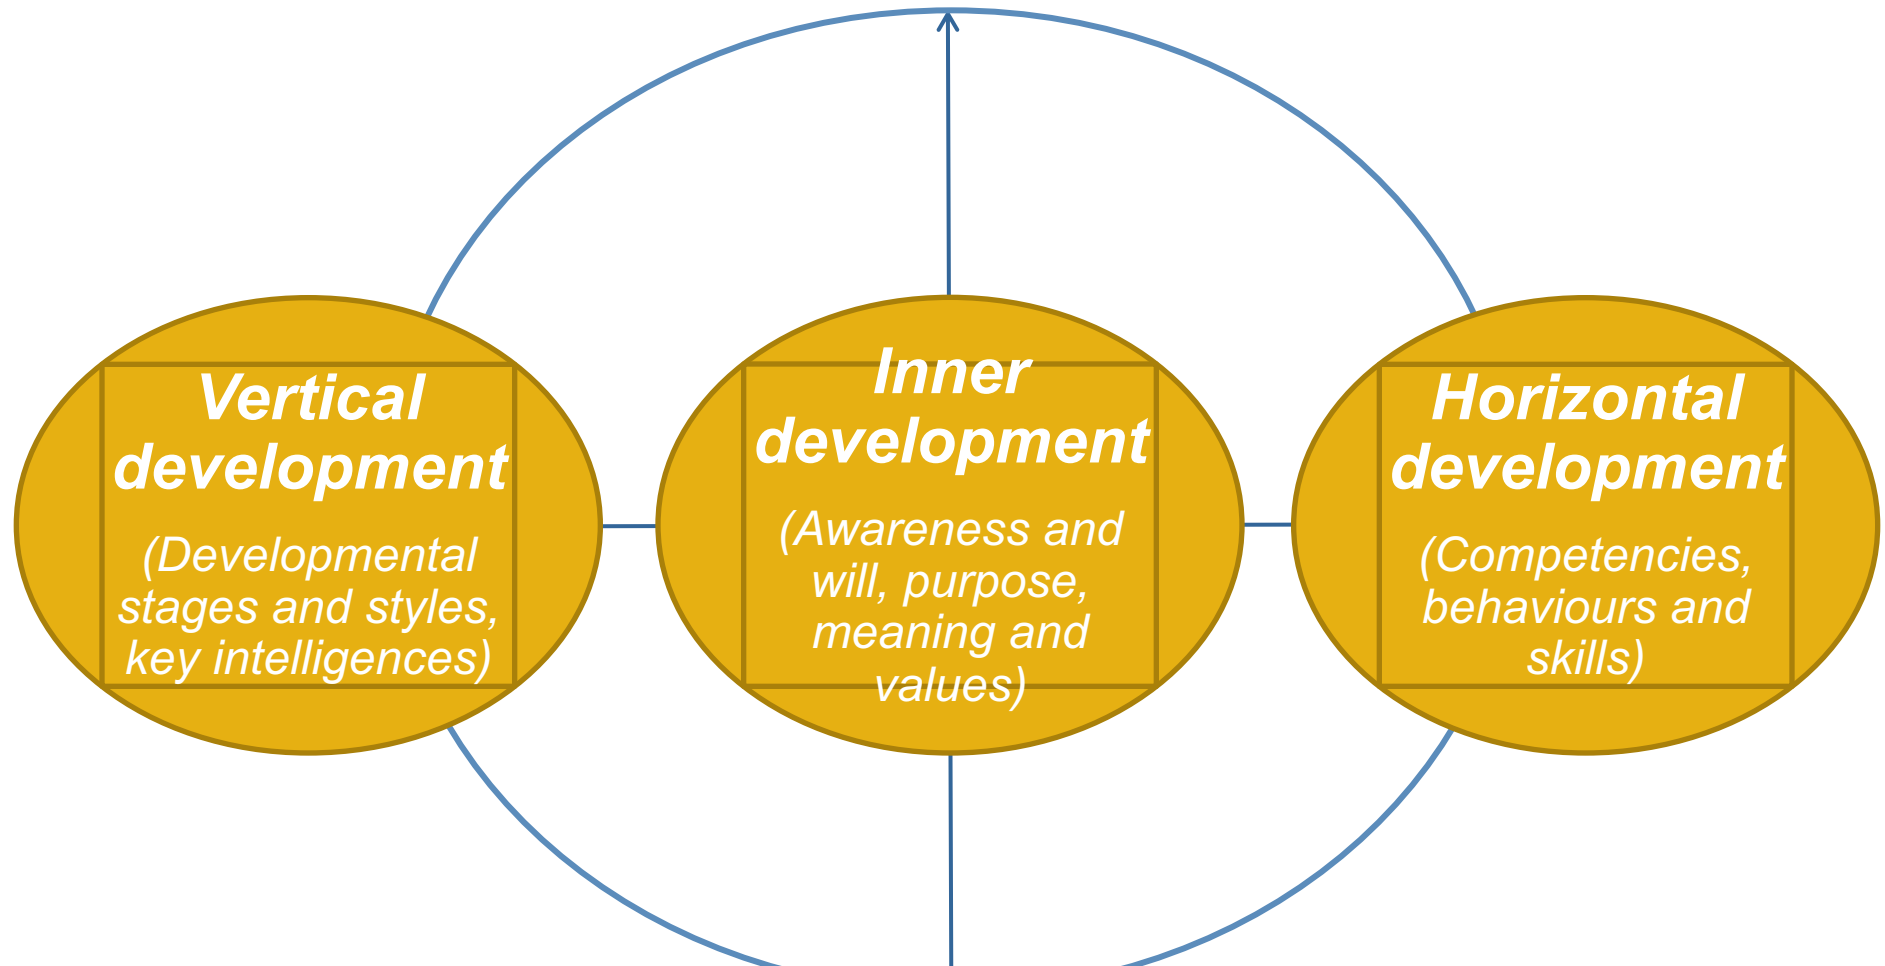 Vertical
development
(Developmental
stages and styles,
key intelligences)
Inner
development
(Awareness and
will, purpose,
meaning and
values)
Horizontal
development
(Competencies,
behaviours and
skills)